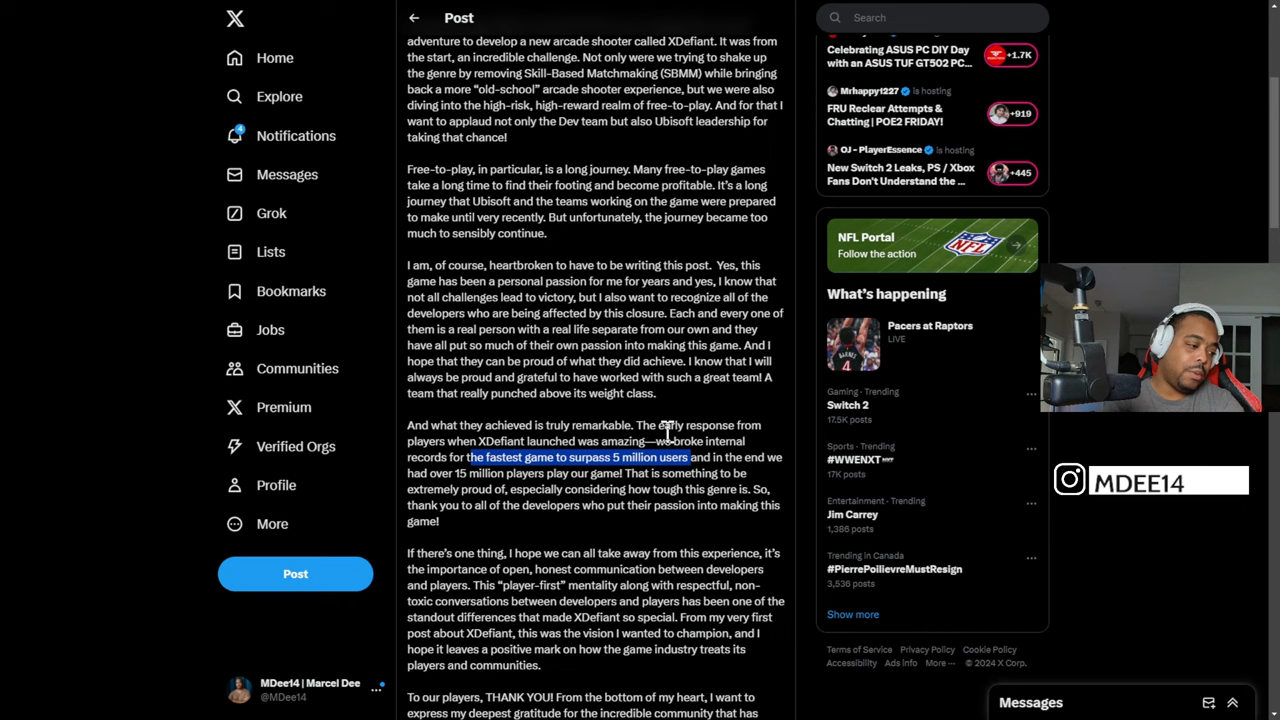 Home
Explore
4
Notifications
Messages
Grok
Lists
Bookmarks
Jobs
Communities
Premium
Verified Orgs
Profile
More
Post
MDee14 | Marcel Dee
@MDee14
Post
adventure to develop a new arcade shooter called XDefiant. It was from
the start, an incredible challenge. Not only were we trying to shake up
the genre by removing Skill-Based Matchmaking (SBMM) while bringing
back a more “old-school” arcade shooter experience, but we were also
diving into the high-risk, high-reward realm of free-to-play. And for that I
want to applaud not only the Dev team but also Ubisoft leadership for
taking that chance!
Free-to-play, in particular, is a long journey. Many free-to-play games
take a long time to find their footing and become profitable. It’s a long
journey that Ubisoft and the teams working on the game were prepared
to make until very recently. But unfortunately, the journey became too
much to sensibly continue.
I am, of course, heartbroken to have to be writing this post. Yes, this
game has been a personal passion for me for years and yes, I know that
not all challenges lead to victory, but I also want to recognize all of the
developers who are being affected by this closure. Each and every one of
them is a real person with a real life separate from our own and they
have all put so much of their own passion into making this game. And I
hope that they can be proud of what they did achieve. I know that I will
always be proud and grateful to have worked with such a great team! A
team that really punched above its weight class.
And what they achieved is truly remarkable. The early response from
players when XDefiant launched was amazing—we broke internal
records for the fastest game to surpass 5 million users and in the end we
had over 15 million players play our game! That is something to be
extremely proud of, especially considering how tough this genre is. So,
thank you to all of the developers who put their passion into making this
game!
If there’s one thing, I hope we can all take away from this experience, it’s
the importance of open, honest communication between developers
and players. This “player-first” mentality along with respectful, non-
toxic conversations between developers and players has been one of the
standout differences that made XDefiant so special. From my very first
post about XDefiant, this was the vision I wanted to champion, and I
hope it leaves a positive mark on how the game industry treats its
players and communities.
To our players, THANK YOU! From the bottom of my heart, I want to
express my deepest gratitude for the incredible community that has
Search
Celebrating ASUS PC DIY Day
with an ASUS TUF GT502 PC...
+1.7K
Mrhappy1227 is hosting
FRU Reclear Attempts &
Chatting | POE2 FRIDAY!
+919
OJ - PlayerEssence is hosting
New Switch 2 Leaks, PS / Xbox
Fans Don't Understand the ...
+445
NFL Portal
Follow the action
NFL
What’s happening
Pacers at Raptors
LIVE
Gaming · Trending
Switch 2
17.5K posts
Sports · Trending
#WWENXT
17K posts
Entertainment · Trending
Jim Carrey
1,386 posts
Trending in Canada
#PierrePoilievreMustResign
3,536 posts
Show more
Terms of Service Privacy Policy Cookie Policy
Accessibility Ads info More ... © 2024 X Corp.
Messages
MDEE14